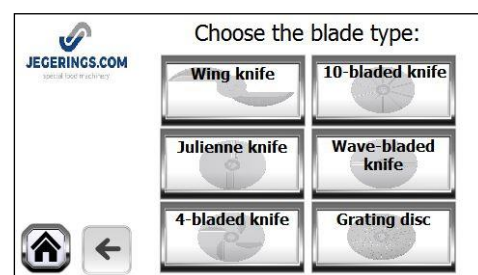 Choose the blade type:
JEGERINGS.COM
special food machinery
Wing knife
10-bladed knife
Julienne knife
Wave-bladed
knife
4-bladed knife
Grating disc